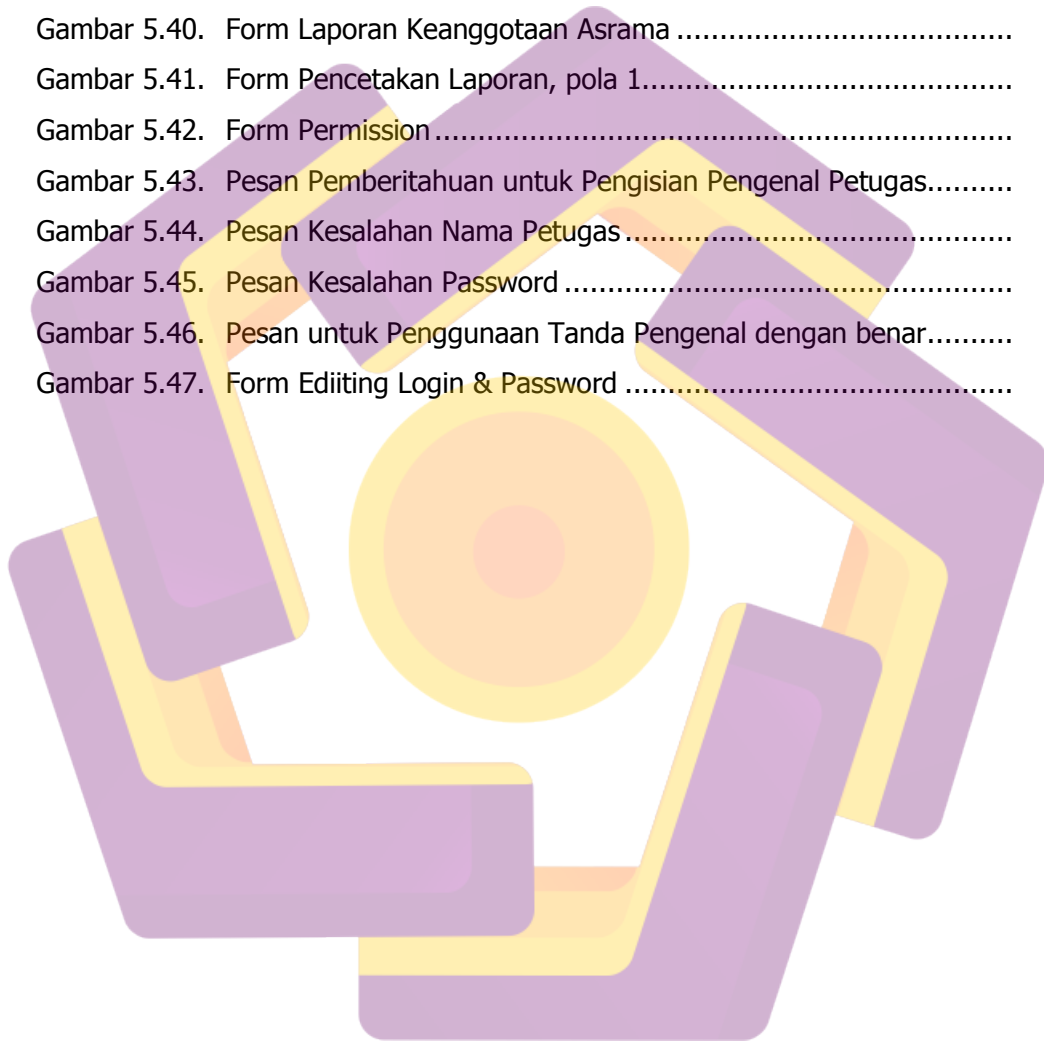 Gambar 5.40. Form Laporan Keanggotaan Asrama .......................................
Gambar 5.41. Form Pencetakan Laporan, pola 1...........................................
Gambar 5.42. Form Permission ...................................................................
Gambar 5.43. Pesan Pemberitahuan untuk Pengisian Pengenal Petugas..........
Gambar 5.44. Pesan Kesalahan Nama Petugas .............................................
Gambar 5.45. Pesan Kesalahan Password ....................................................
Gambar 5.46. Pesan untuk Penggunaan Tanda Pengenal dengan benar..........
Gambar 5.47. Form Ediiting Login & Password .............................................